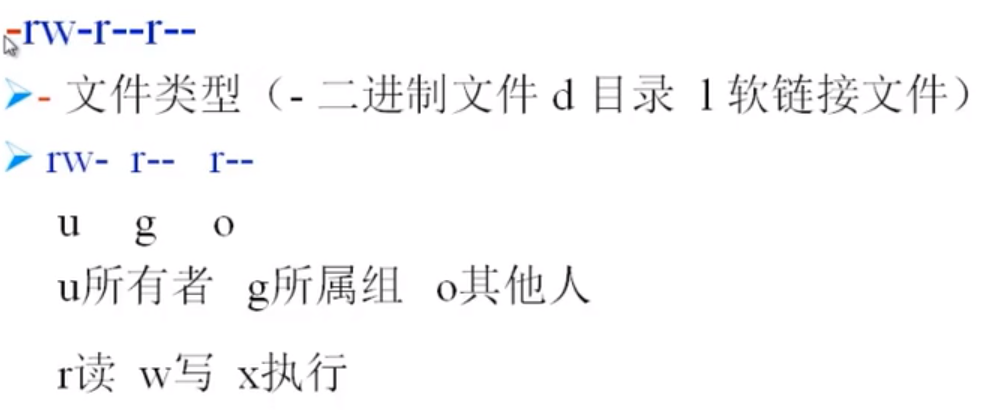 -rw-r--r--
- 文件类型（- 二进制文件 d 目录 l 软链接文件）
rw- r-- r--
u g o
u所有者 g所属组 o其他人
r读 w写 x执行